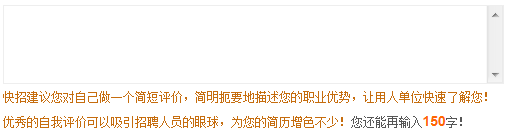 快招建议您对自己做一个简短评价，简明扼要地描述您的职业优势，让用人单位快速了解您！
优秀的自我评价可以吸引招聘人员的眼球，为您的简历增色不少！您还能再输入150字！